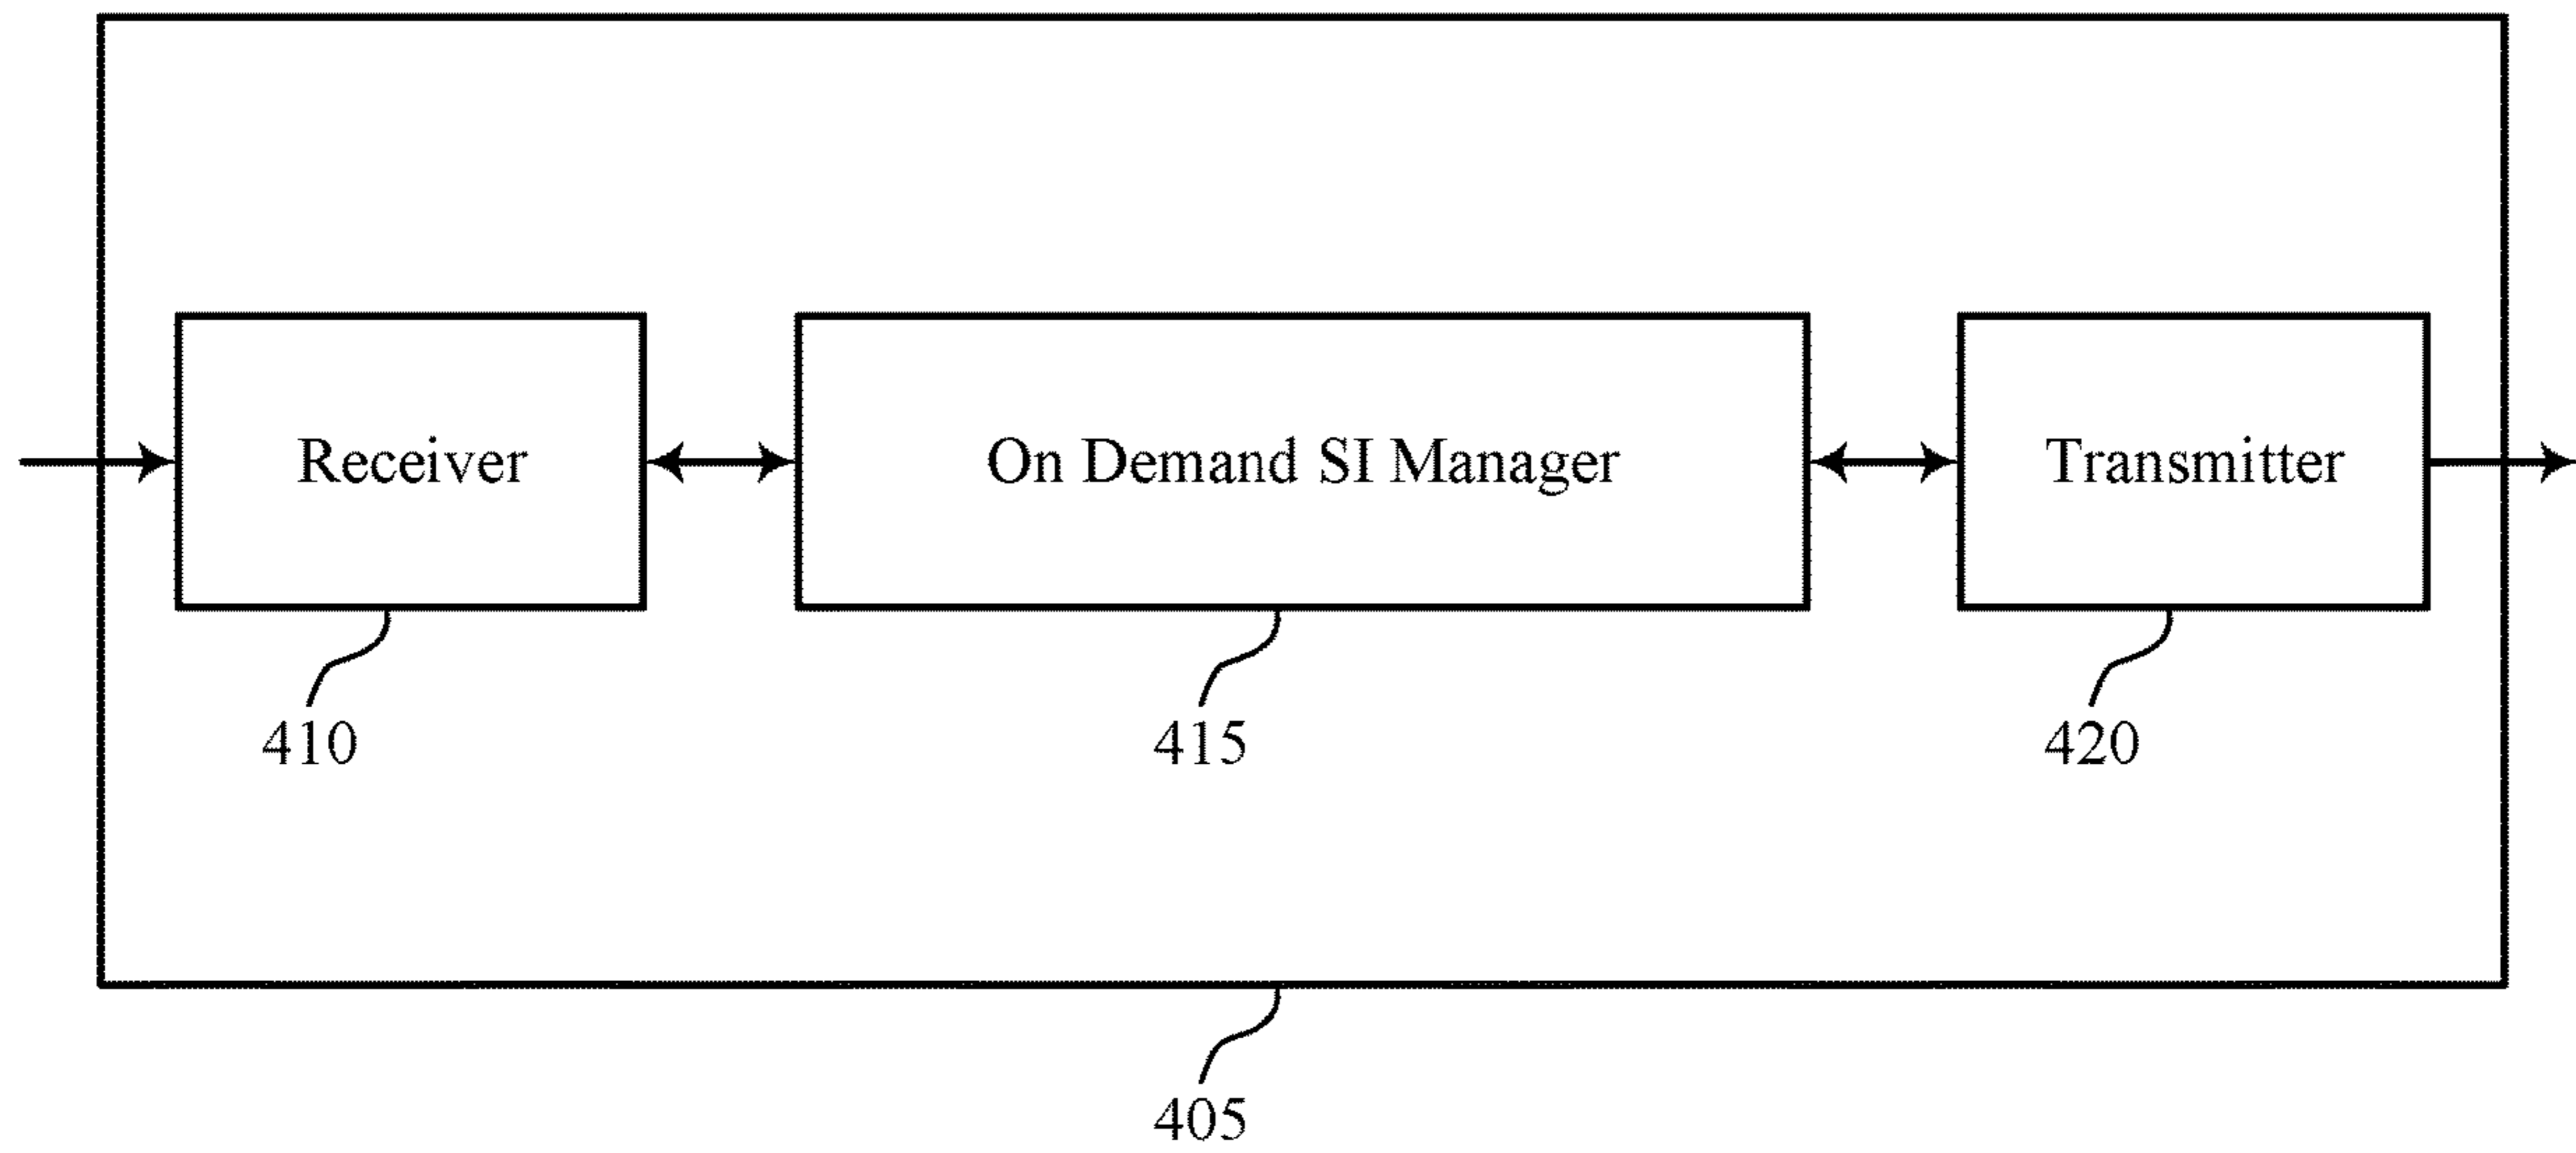 Receiver
On Demand SI Manager
Transmitter
410
415
420
405